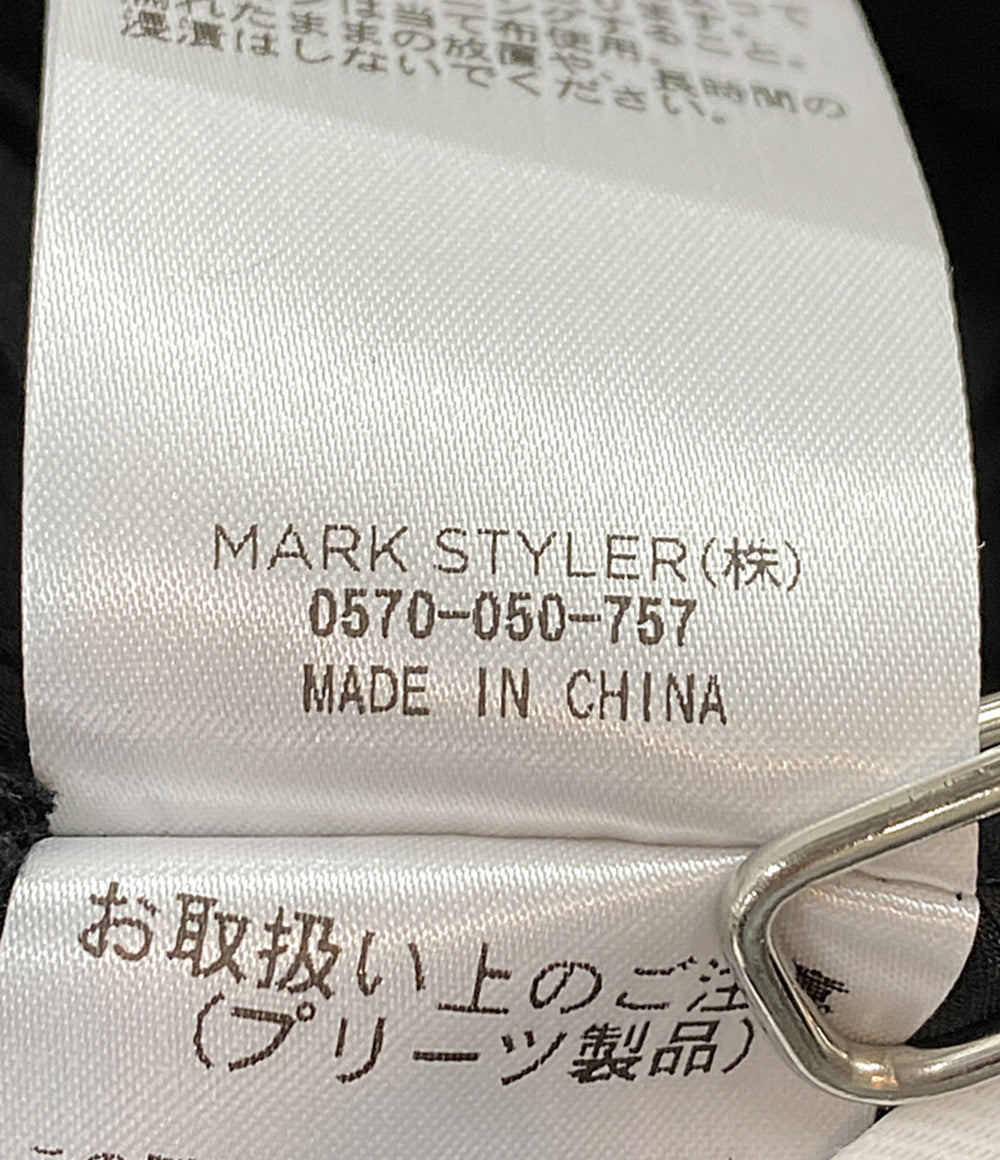 濡れたままの放置や、長時間の
浸漬はしないでください。
MARK STYLER(株)
0570-050-757
MADE IN CHINA
お取扱い上のご注意
(プリーツ製品)